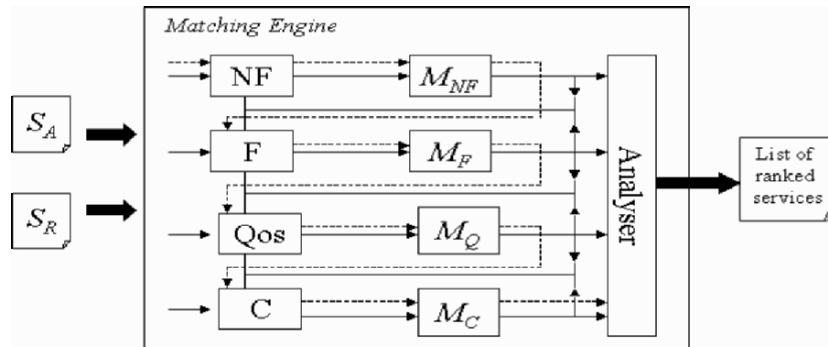 Matching Engine
NF
M_NF
S_A
F
M_F
S_R
Qos
M_Q
C
M_C
Analyser
List of
ranked
services